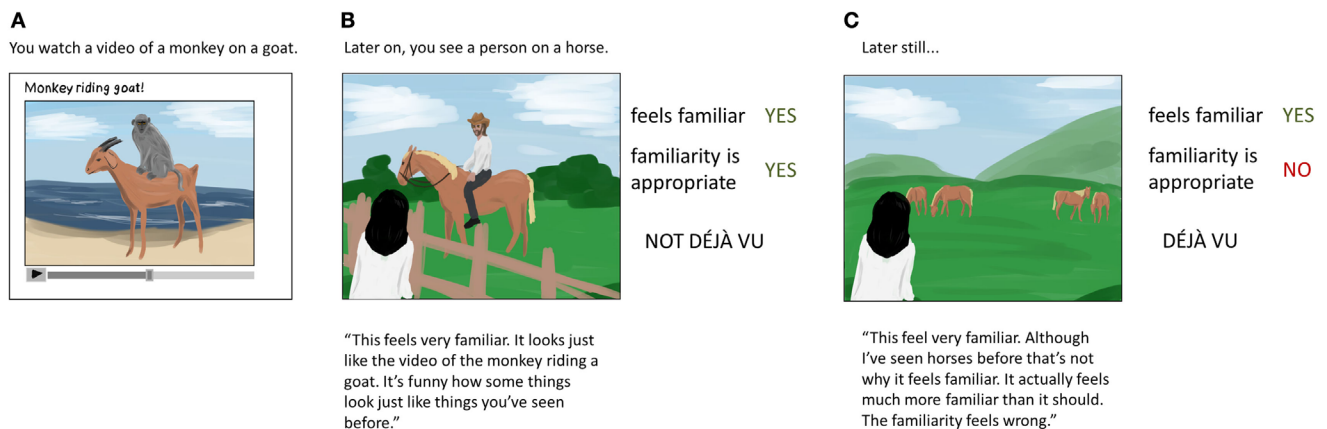 A
You watch a video of a monkey on a goat.
Monkey riding goat!
B
Later on, you see a person on a horse.
feels familiar YES
familiarity is
appropriate YES
NOT DÉJÀ VU
“This feels very familiar. It looks just
like the video of the monkey riding a
goat. It’s funny how some things
look just like things you’ve seen
before.”
C
Later still...
feels familiar YES
familiarity is
appropriate NO
DÉJÀ VU
“This feel very familiar. Although
I’ve seen horses before that’s not
why it feels familiar. It actually feels
much more familiar than it should.
The familiarity feels wrong.”